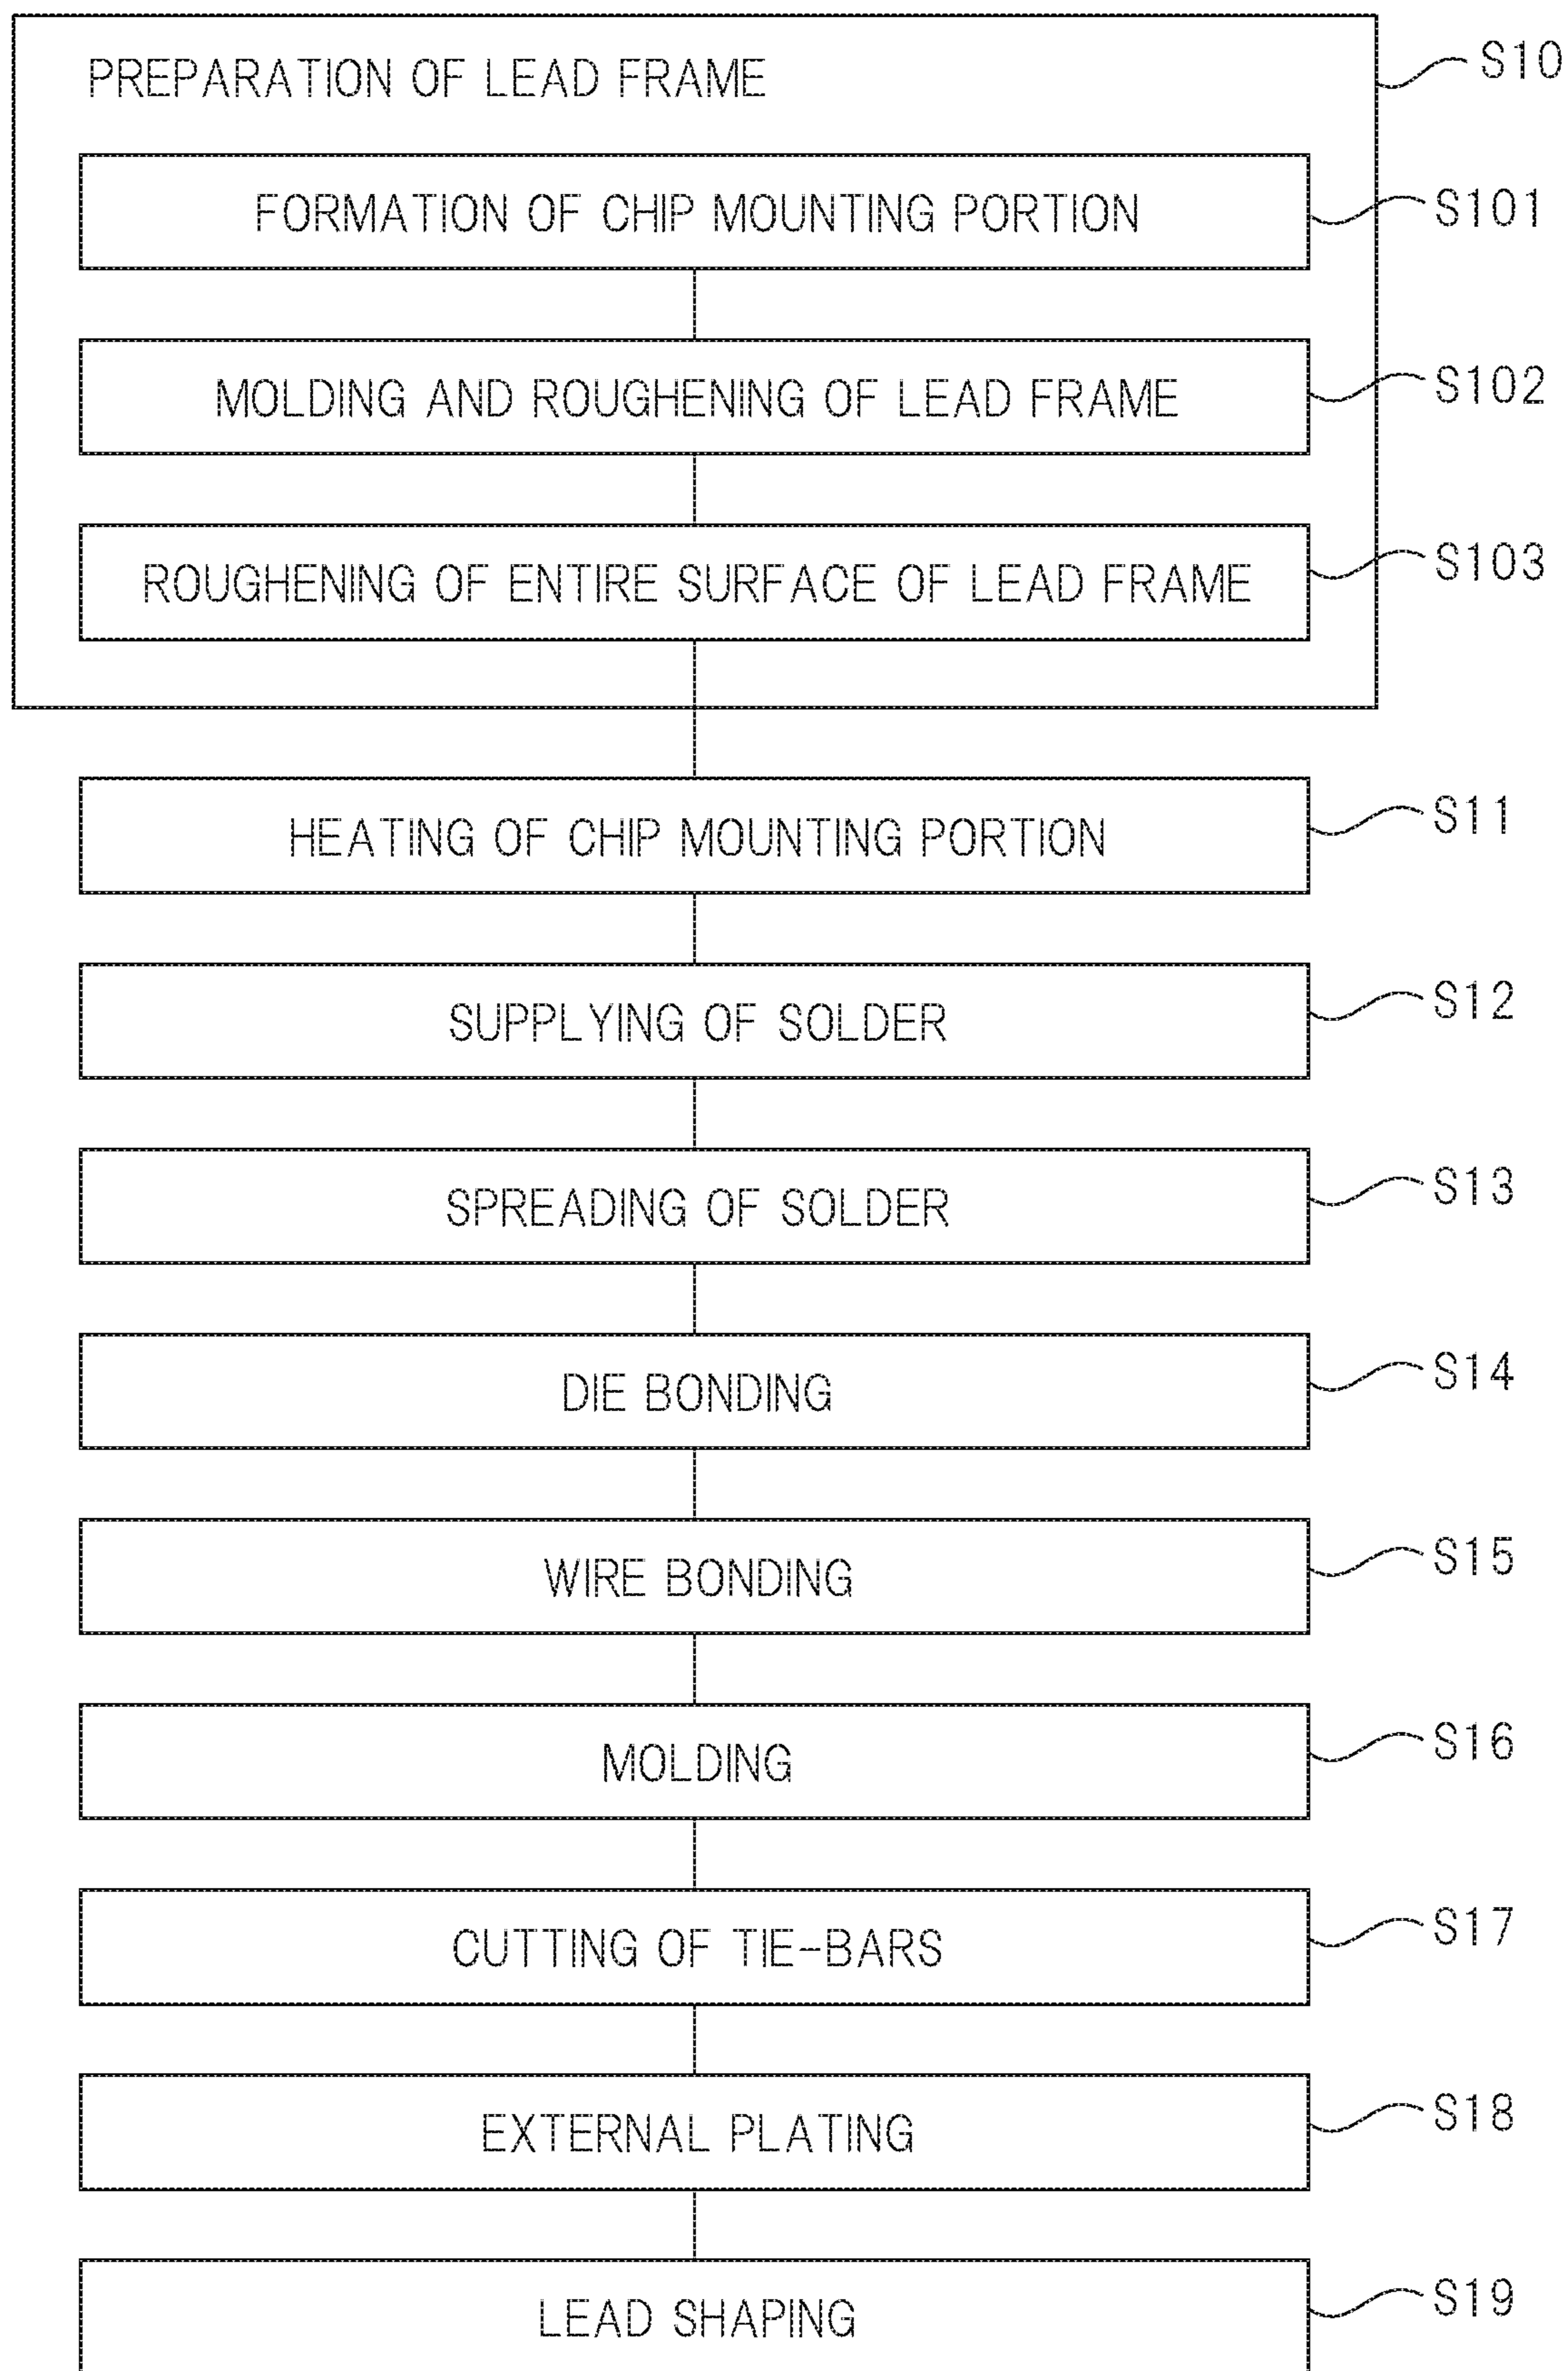 PREPARATION OF LEAD FRAME S10
FORMATION OF CHIP MOUNTING PORTION S101
MOLDING AND ROUGHENING OF LEAD FRAME S102
ROUGHENING OF ENTIRE SURFACE OF LEAD FRAME S103
HEATING OF CHIP MOUNTING PORTION S11
SUPPLYING OF SOLDER S12
SPREADING OF SOLDER S13
DIE BONDING S14
WIRE BONDING S15
MOLDING S16
CUTTING OF TIE-BARS S17
EXTERNAL PLATING S18
LEAD SHAPING S19